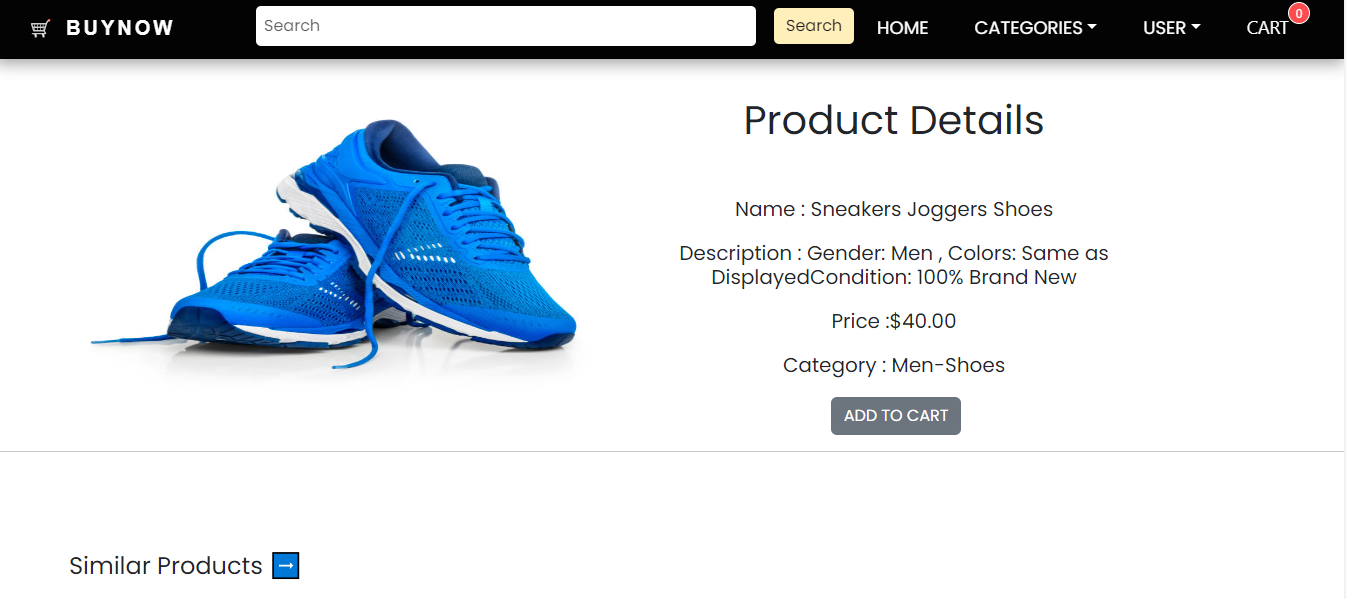 BUYNOW
Search
Search
HOME
CATEGORIES
USER
CART
0
Product Details
Name : Sneakers Joggers Shoes
Description : Gender: Men , Colors: Same as
DisplayedCondition: 100% Brand New
Price :$40.00
Category : Men-Shoes
ADD TO CART
Similar Products →